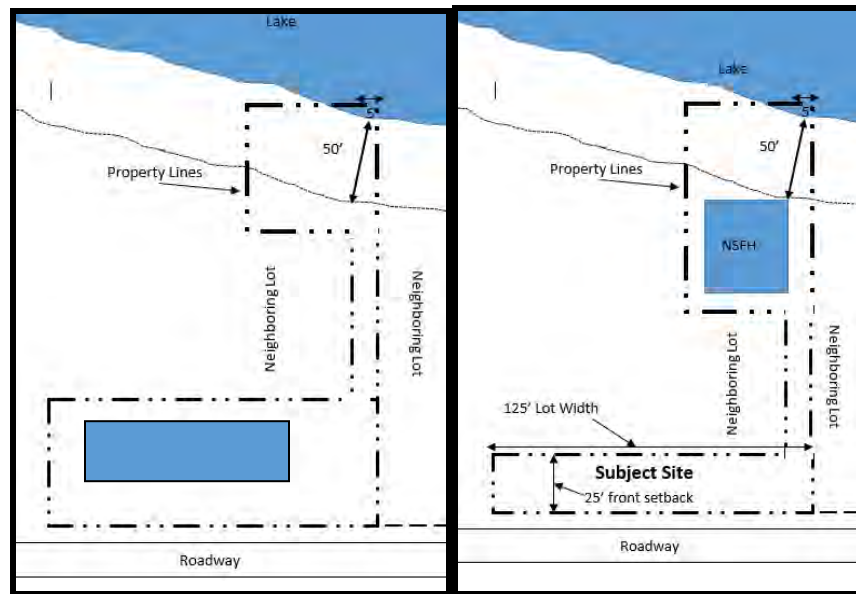 Lake
5'
50'
Property Lines
Neighboring Lot
Neighboring Lot
Roadway
Lake
5'
50'
Property Lines
NSFH
Neighboring Lot
Neighboring Lot
125' Lot Width
Subject Site
25' front setback
Roadway